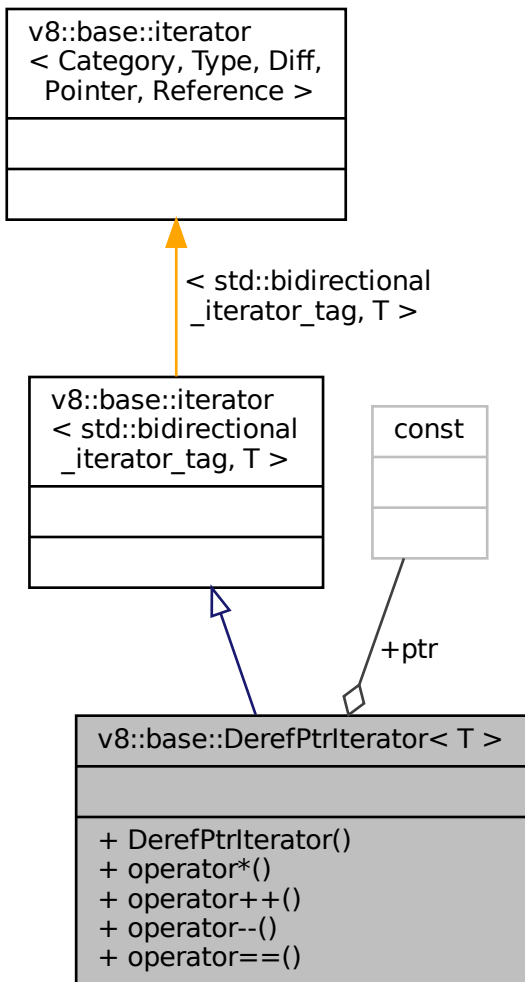 v8::base::iterator
< Category, Type, Diff,
Pointer, Reference >
< std::bidirectional
_iterator_tag, T >
v8::base::iterator
< std::bidirectional
_iterator_tag, T >
const
+ptr
v8::base::DerefPtrIterator< T >
+ DerefPtrIterator()
+ operator*()
+ operator++()
+ operator--()
+ operator==()